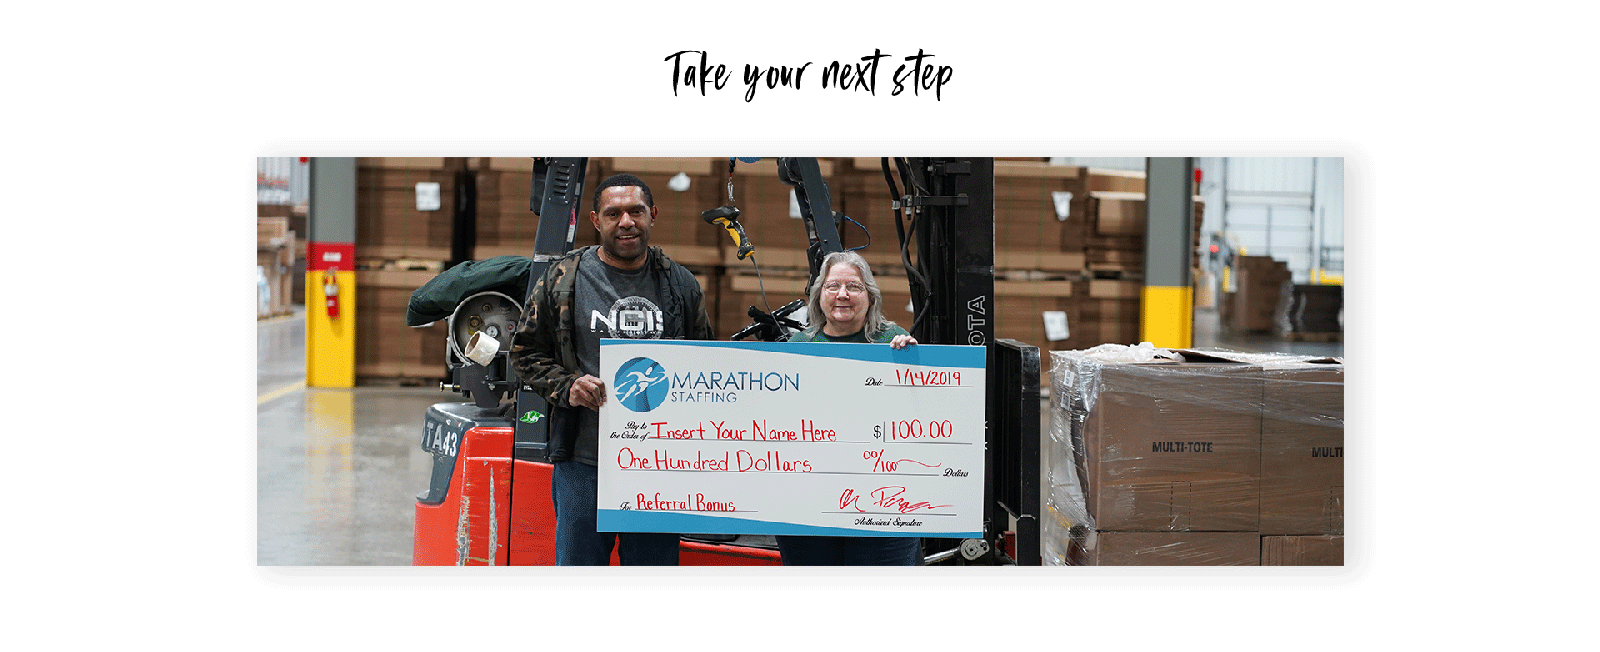 Take your next step
NCIS
MARATHON
STAFFING
Date 1/14/2019
Pay to
the Order of Insert Your Name Here $ 100.00
One Hundred Dollars 00/100 Dollars
For Referral Bonus
Authorized Signature
OTA
TA43
MULTI-TOTE
MULTI